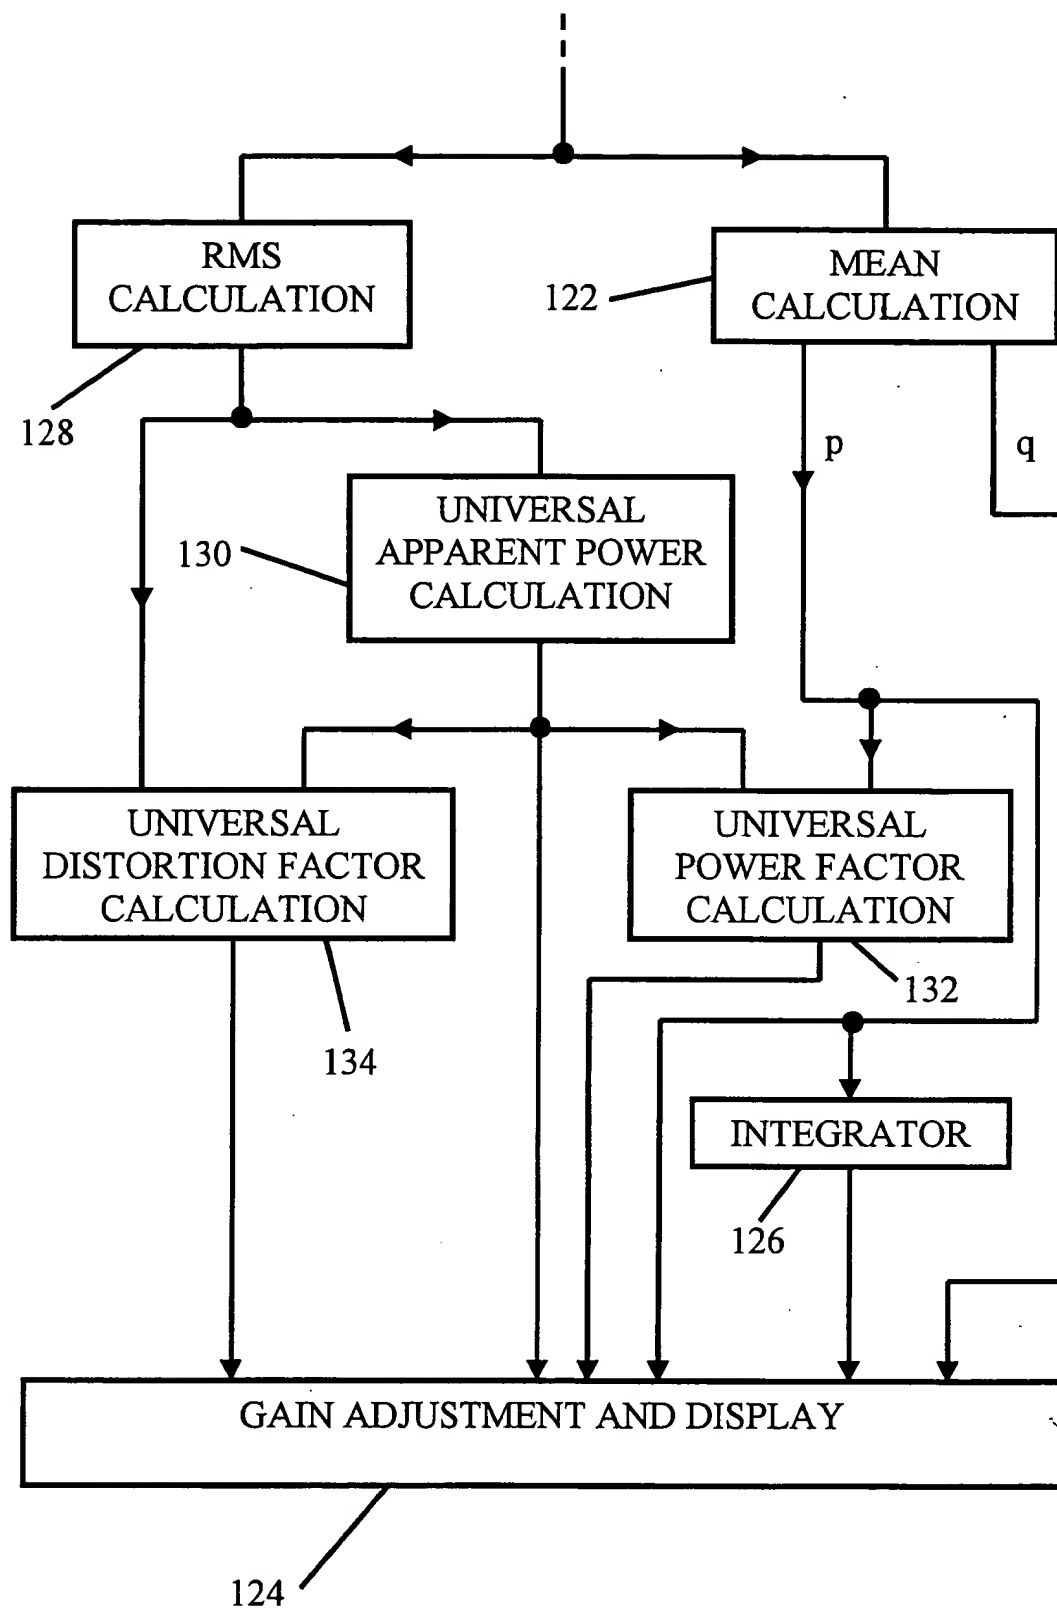 RMS
CALCULATION
MEAN
CALCULATION
122
128
p
q
UNIVERSAL
APPARENT POWER
CALCULATION
130
UNIVERSAL
DISTORTION FACTOR
CALCULATION
UNIVERSAL
POWER FACTOR
CALCULATION
132
134
INTEGRATOR
126
GAIN ADJUSTMENT AND DISPLAY
124